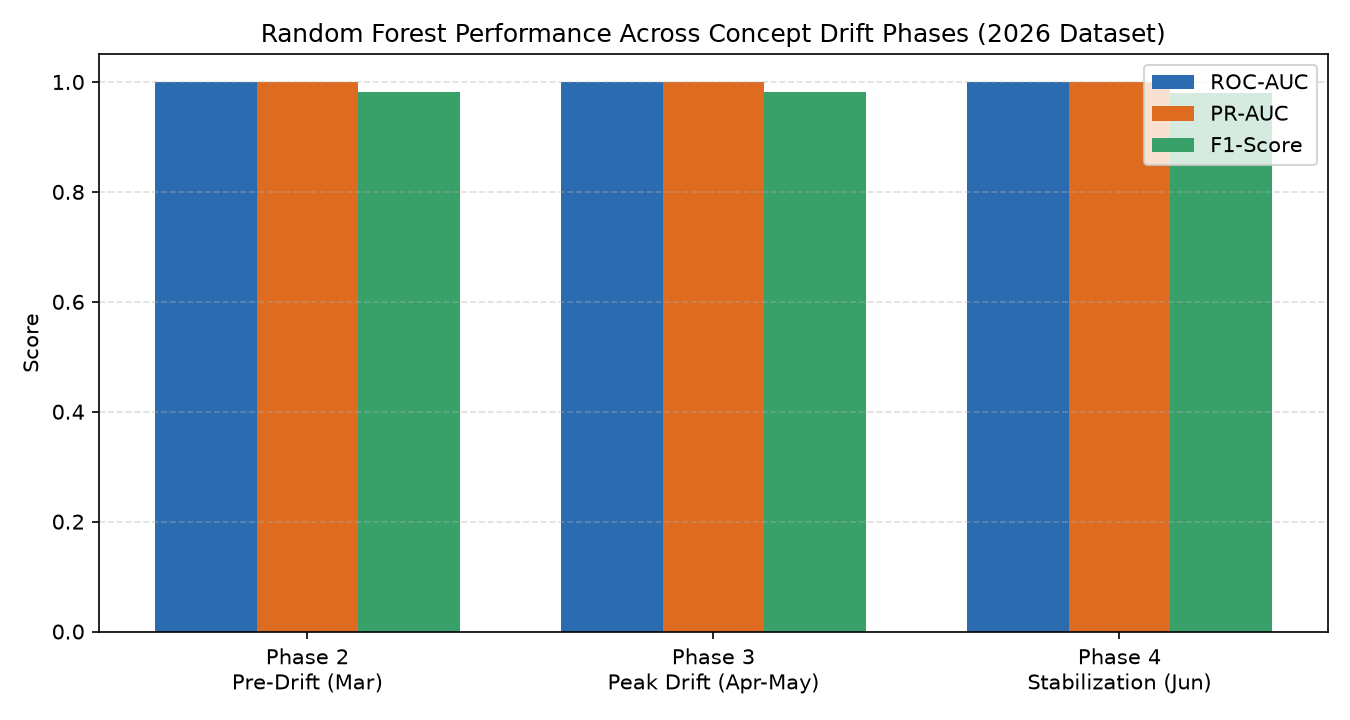 Random Forest Performance Across Concept Drift Phases (2026 Dataset)
ROC-AUC
PR-AUC
F1-Score
Score
1.0
0.8
0.6
0.4
0.2
0.0
Phase 2
Pre-Drift (Mar)
Phase 3
Peak Drift (Apr-May)
Phase 4
Stabilization (Jun)